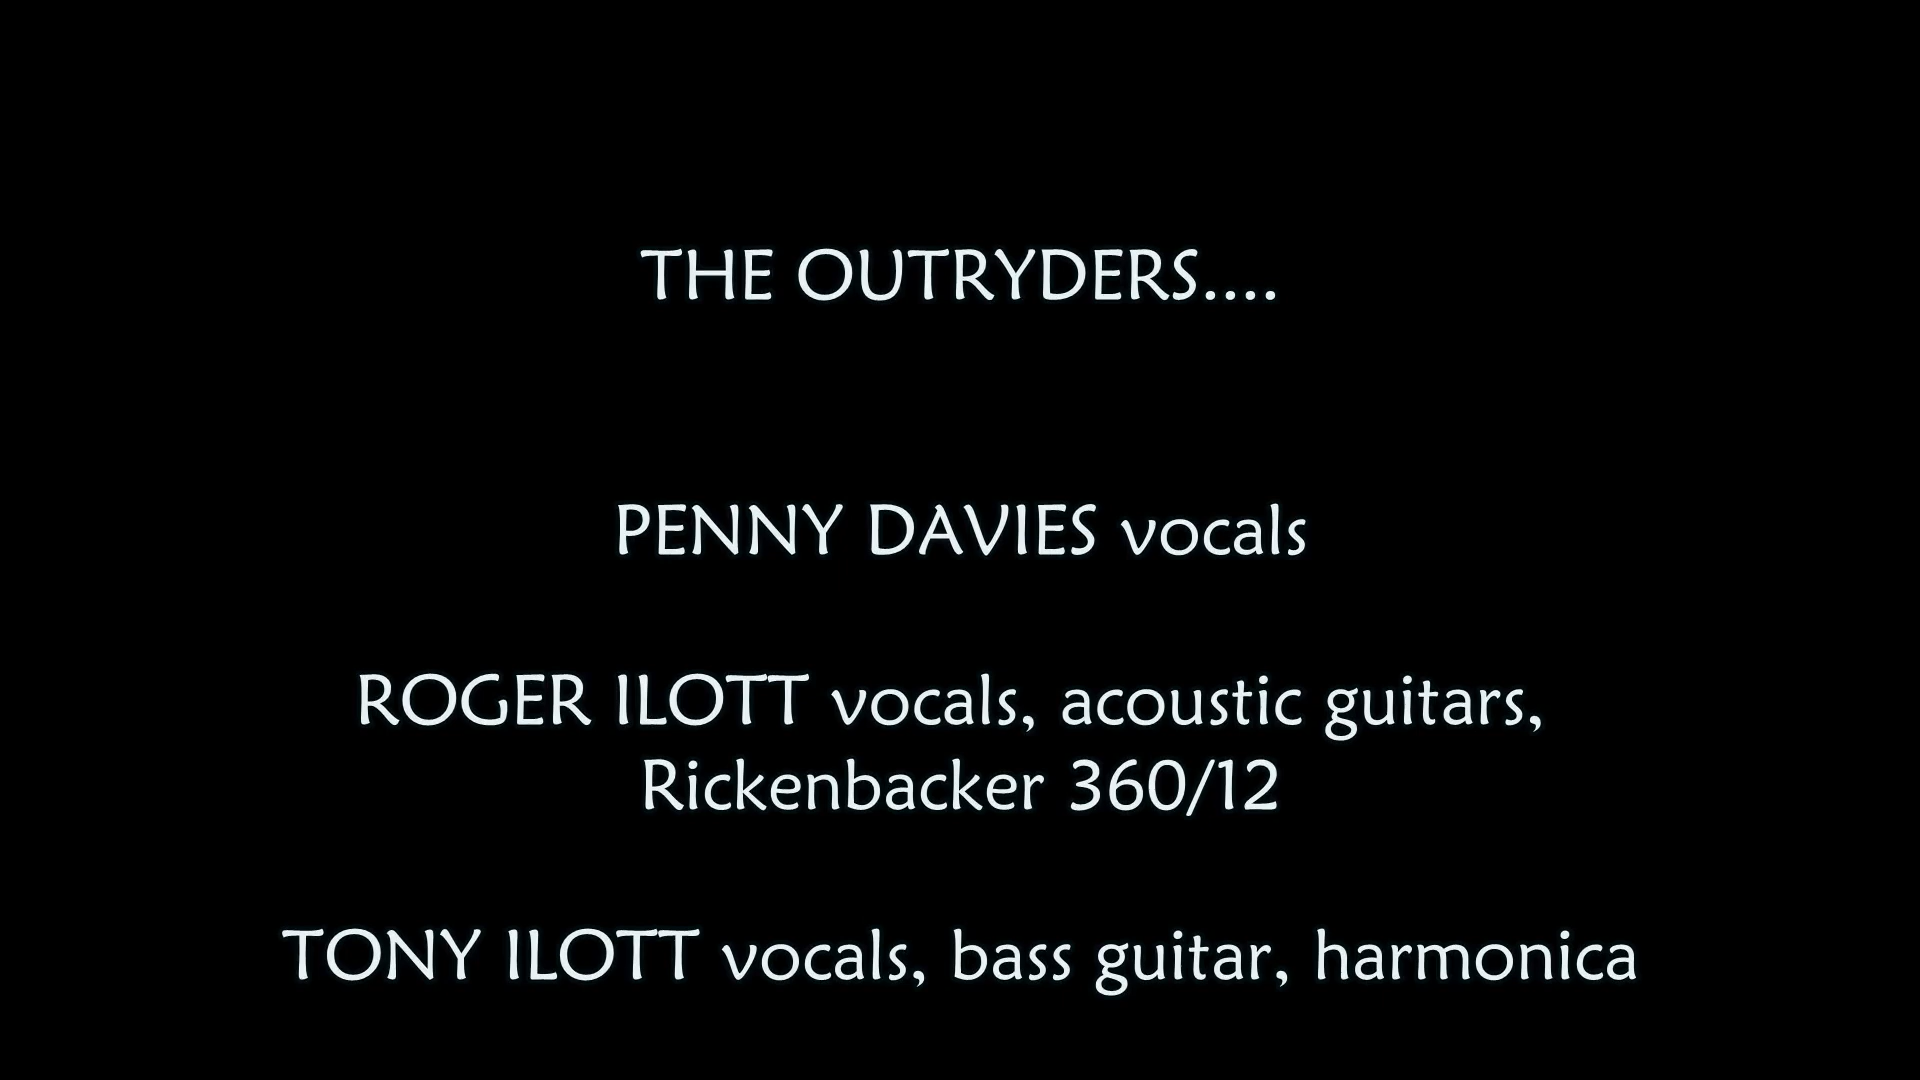 THE OUTRYDERS....
PENNY DAVIES vocals
ROGER ILOTT vocals, acoustic guitars,
Rickenbacker 360/12
TONY ILOTT vocals, bass guitar, harmonica